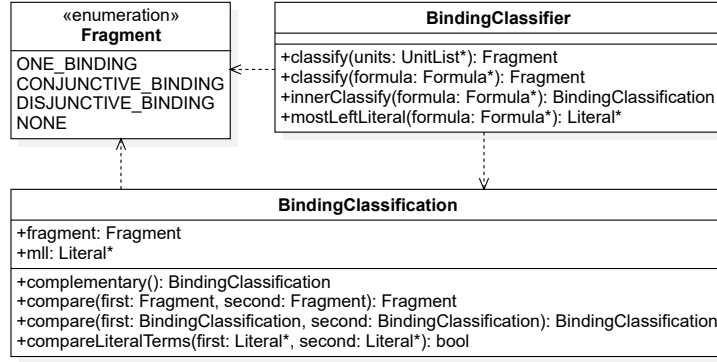 «enumeration»
Fragment
ONE_BINDING
CONJUNCTIVE_BINDING
DISJUNCTIVE_BINDING
NONE
BindingClassifier
+classify(units: UnitList*): Fragment
+classify(formula: Formula*): Fragment
+innerClassify(formula: Formula*): BindingClassification
+mostLeftLiteral(formula: Formula*): Literal*
BindingClassification
+fragment: Fragment
+mll: Literal*
+complementary(): BindingClassification
+compare(first: Fragment, second: Fragment): Fragment
+compare(first: BindingClassification, second: BindingClassification): BindingClassification
+compareLiteralTerms(first: Literal*, second: Literal*): bool